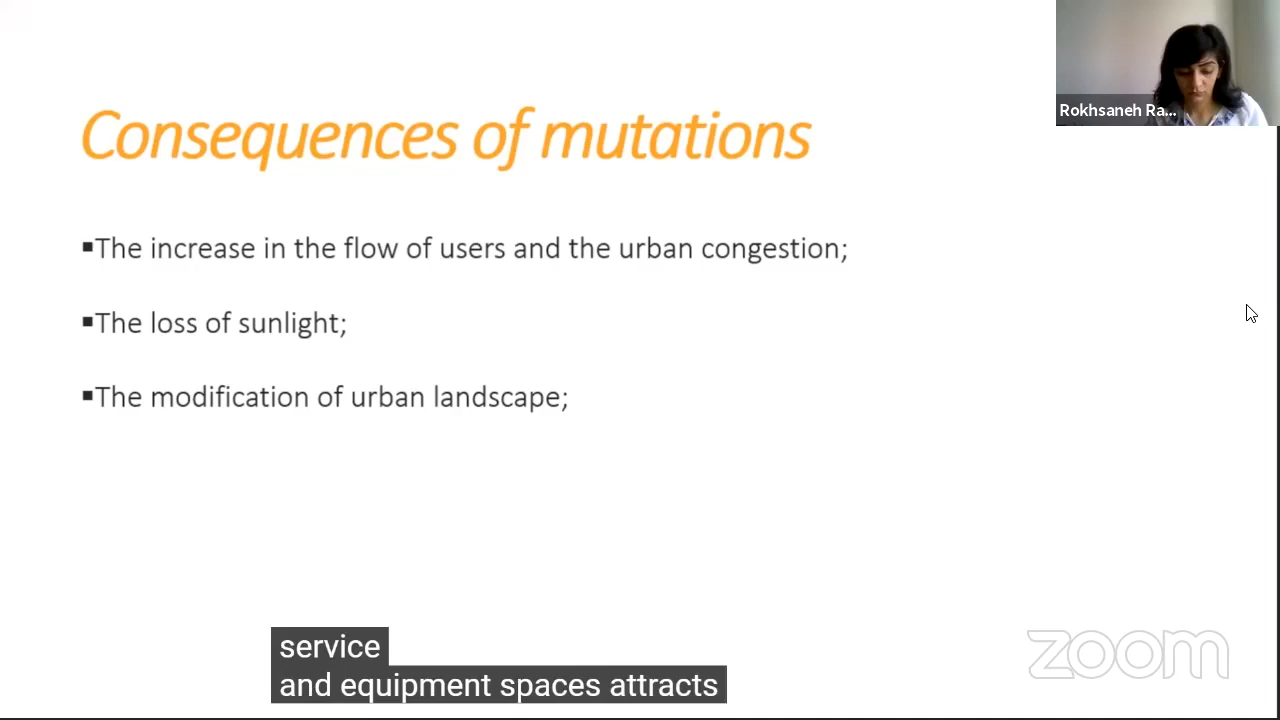 Rokhsaneh Ra...
Consequences of mutations
▪The increase in the flow of users and the urban congestion;
▪The loss of sunlight;
▪The modification of urban landscape;
service
and equipment spaces attracts
zoom